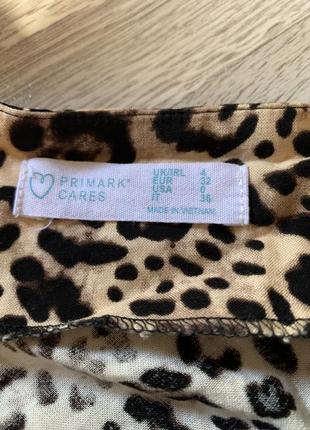 PRIMARK®
CARES
UK/IRL 4
EUR 32
USA 0
IT 36
MADE IN VIETNAM